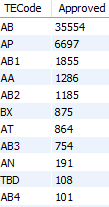 TECode Approved
AB 35554
AP 6697
AB1 1855
AA 1286
AB2 1185
BX 875
AT 864
AB3 754
AN 191
TBD 108
AB4 101